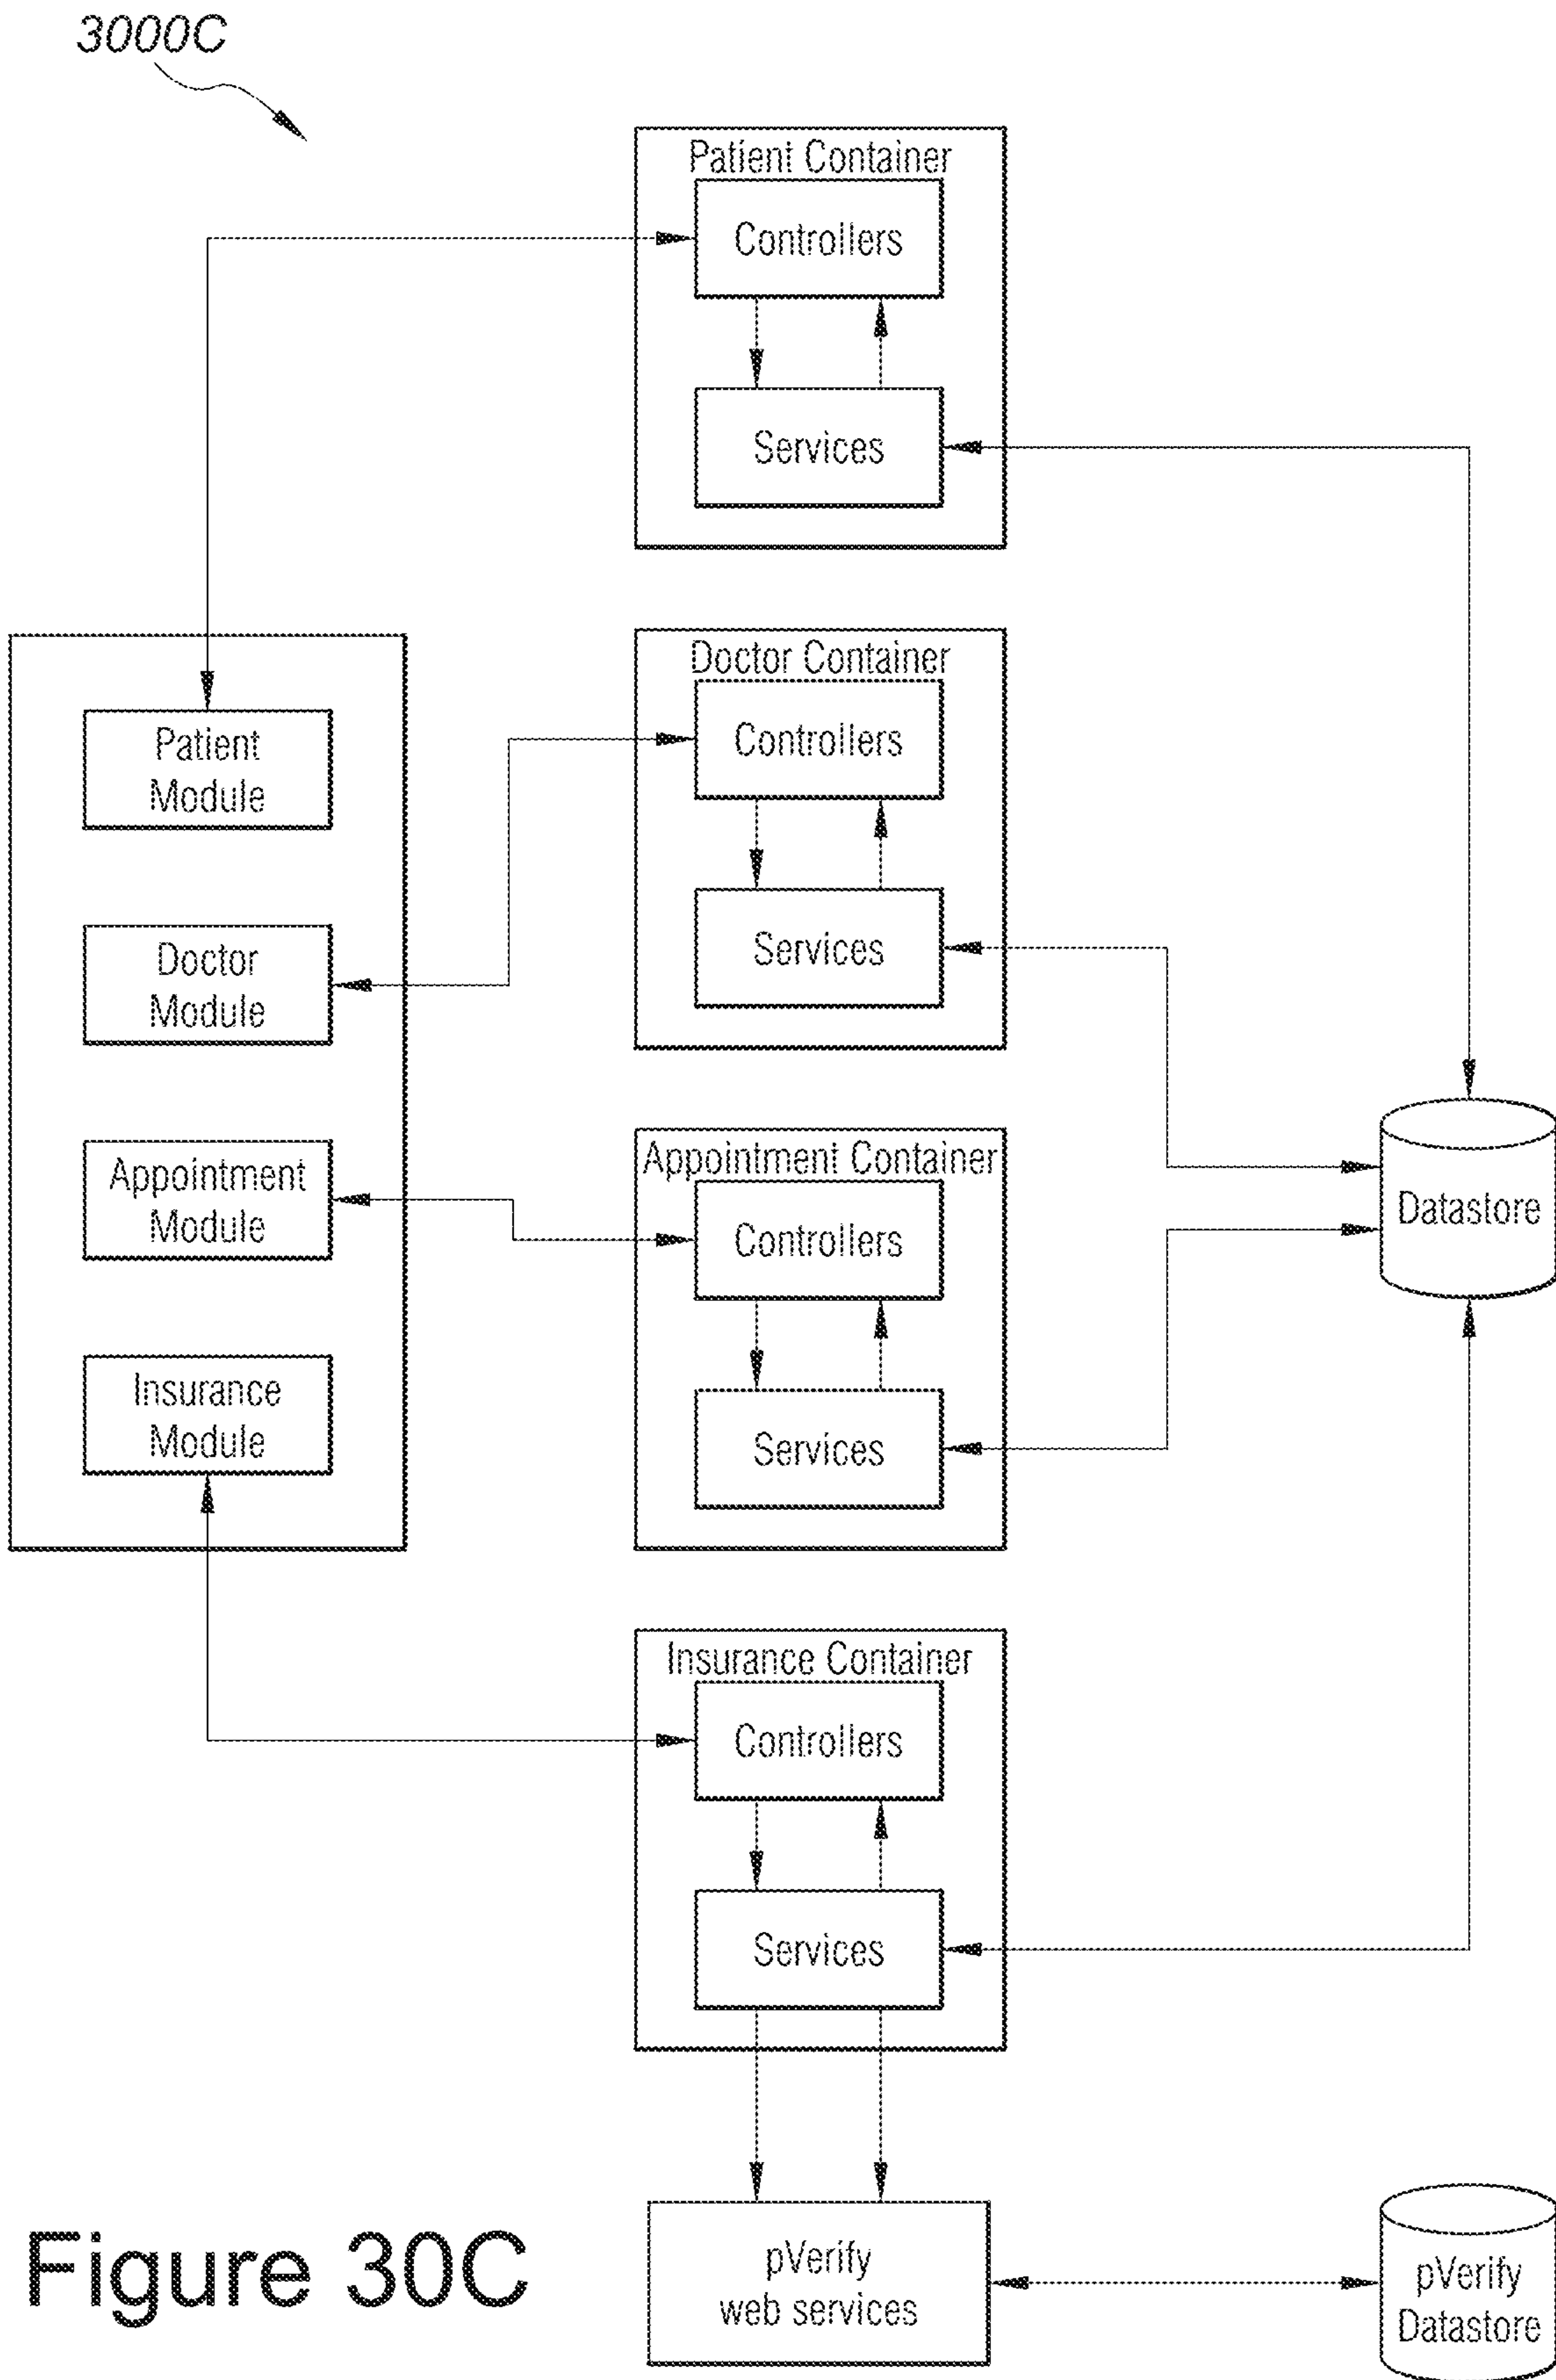 3000C
Patient Container
Controllers
Services
Patient
Module
Doctor
Module
Appointment
Module
Insurance
Module
Doctor Container
Controllers
Services
Appointment Container
Controllers
Services
Insurance Container
Controllers
Services
Datastore
pVerify
web services
pVerify
Datastore
Figure 30C